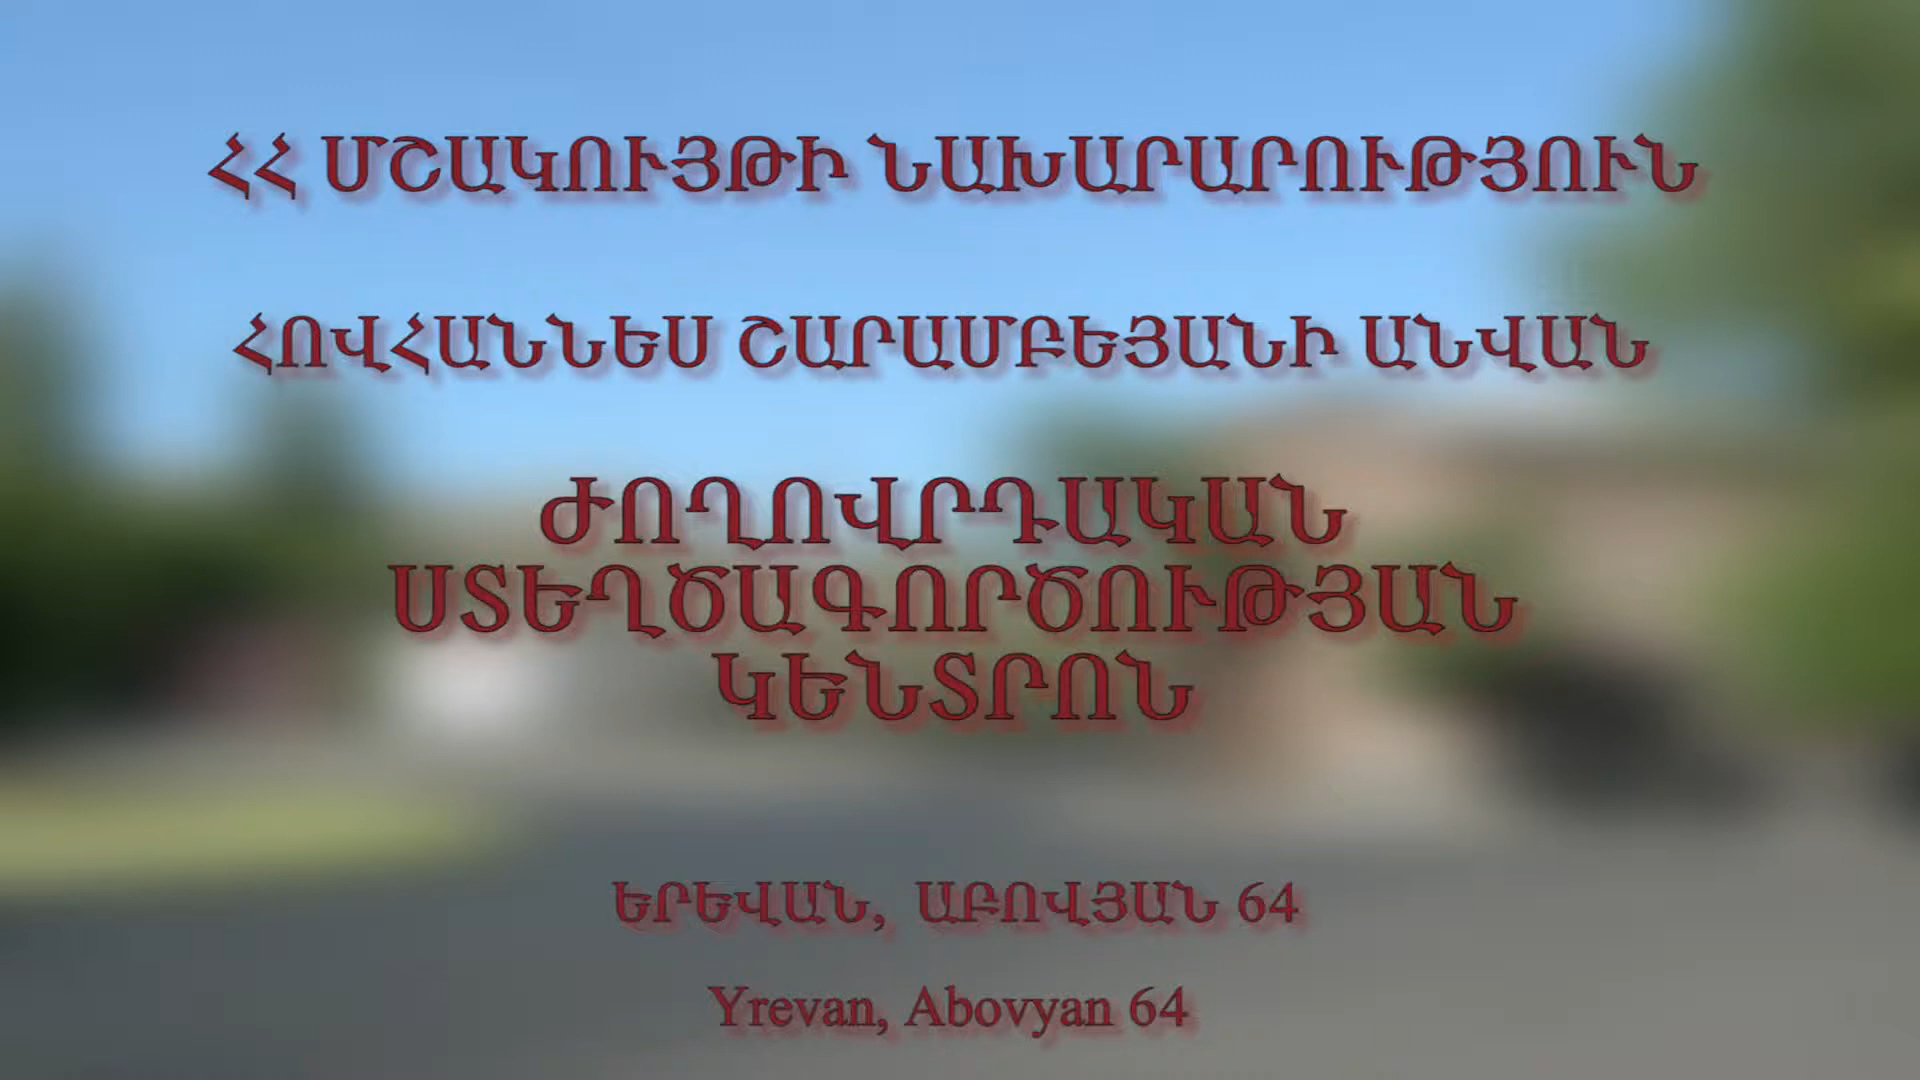 ՀՀ ՄՇԱԿՈՒՅԹԻ ՆԱԽԱՐԱՐՈՒԹՅՈՒՆ
ՀՈՎՀԱՆՆԵՍ ՇԱՐԱՄԲԵՅԱՆԻ ԱՆՎԱՆ
ԺՈՂՈՎՐԴԱԿԱՆ
ՍՏԵՂԾԱԳՈՐԾՈՒԹՅԱՆ
ԿԵՆՏՐՈՆ
ԵՐԵՎԱՆ, ԱԲՈՎՅԱՆ 64
Yrevan, Abovyan 64